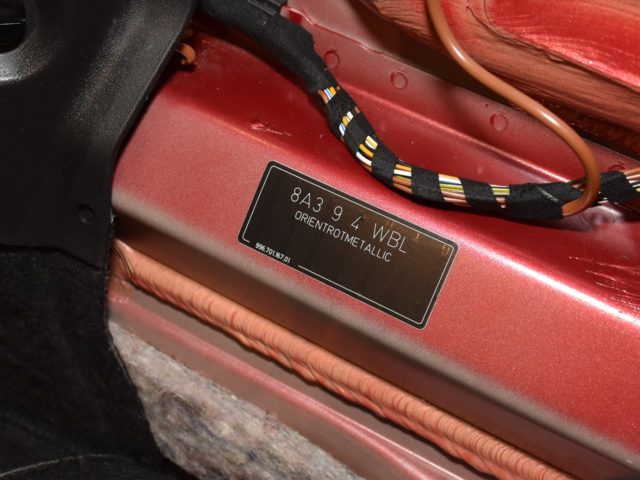 8A3 9 4 WBL
ORIENTROTMETALLIC
996.701.167.01